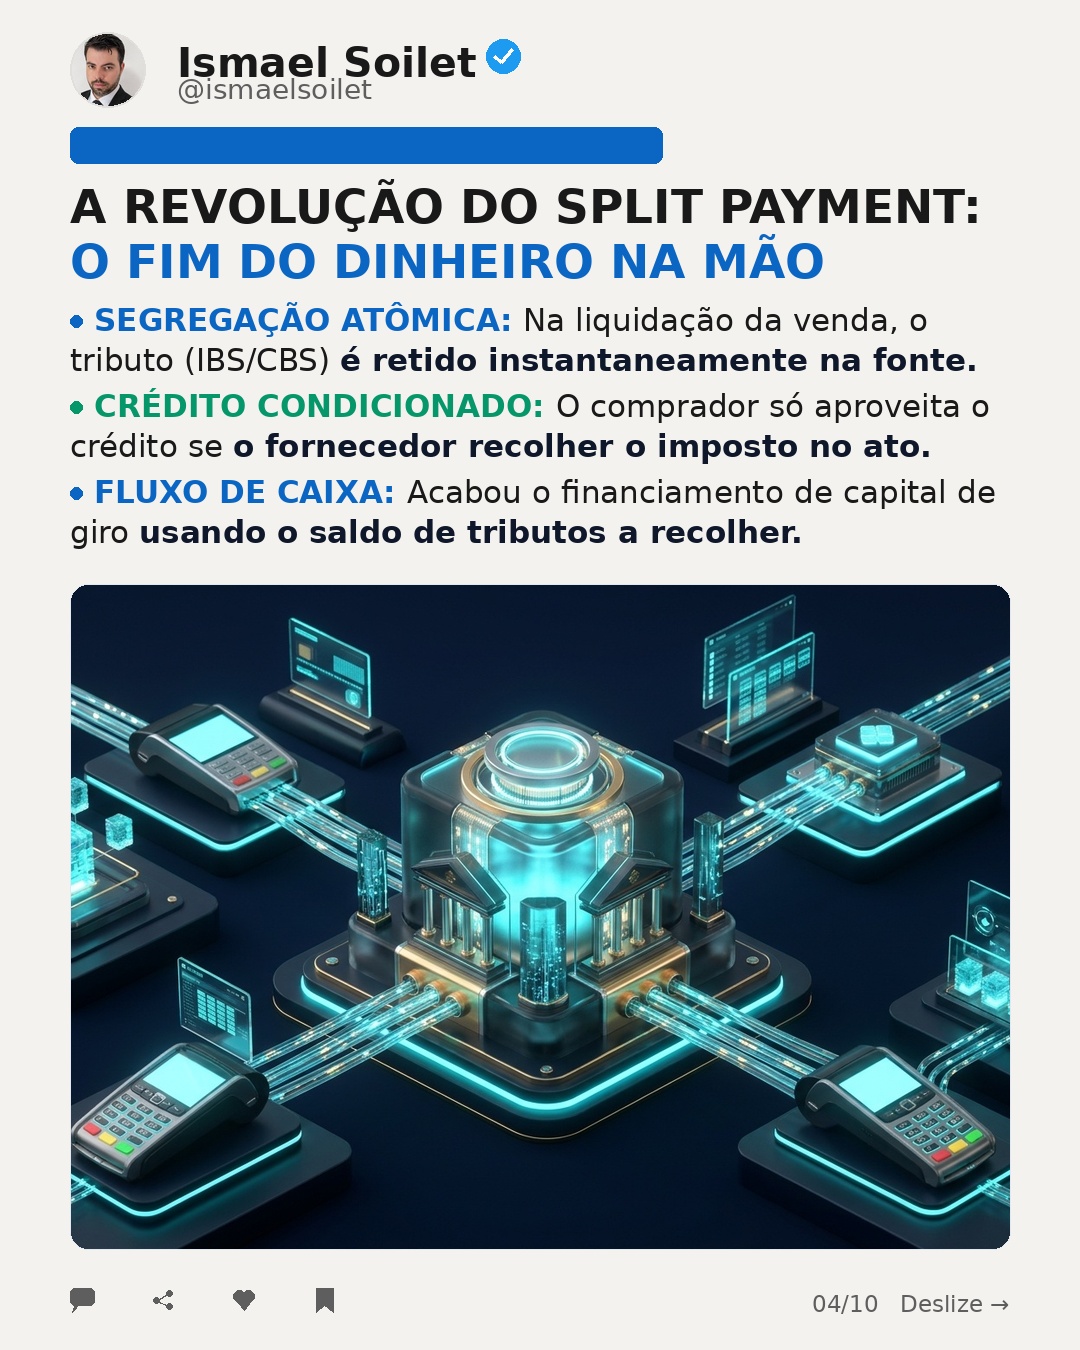 Ismael Soilet
@ismaelsoilet
A REVOLUÇÃO DO SPLIT PAYMENT:
O FIM DO DINHEIRO NA MÃO
• SEGREGAÇÃO ATÔMICA: Na liquidação da venda, o
tributo (IBS/CBS) é retido instantaneamente na fonte.
• CRÉDITO CONDICIONADO: O comprador só aproveita o
crédito se o fornecedor recolher o imposto no ato.
• FLUXO DE CAIXA: Acabou o financiamento de capital de
giro usando o saldo de tributos a recolher.
04/10 Deslize →